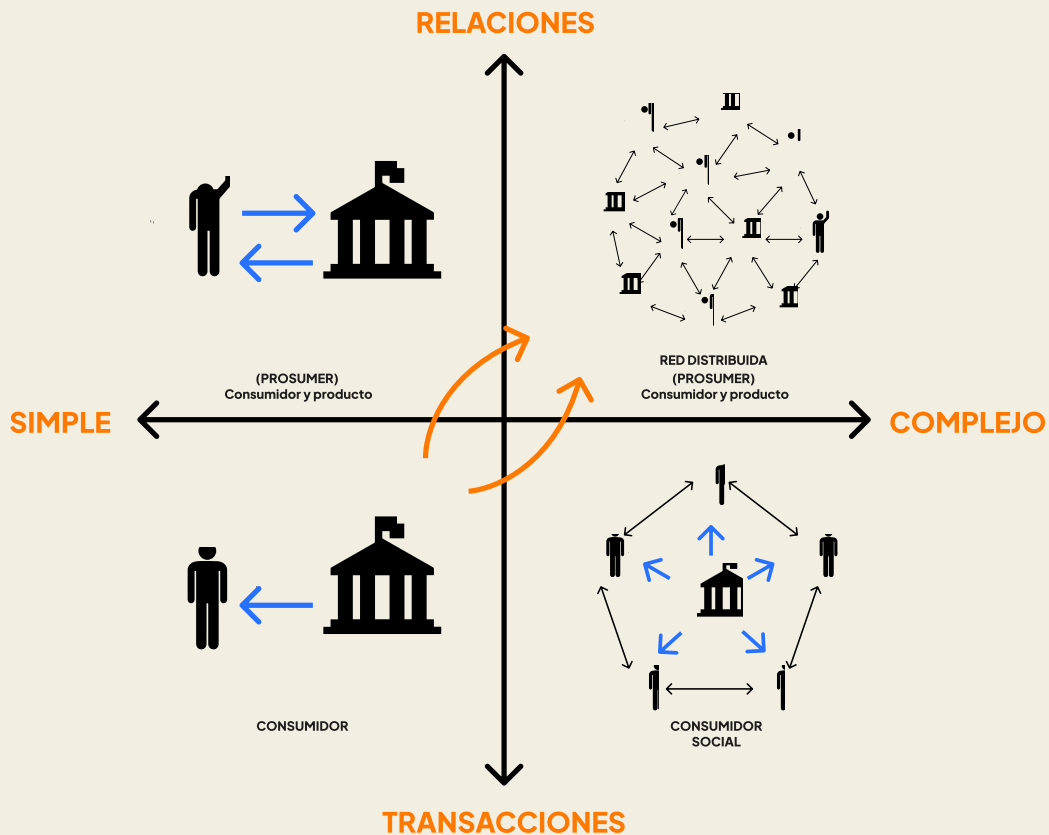 RELACIONES
(PROSUMER)
Consumidor y producto
RED DISTRIBUIDA
(PROSUMER)
Consumidor y producto
SIMPLE
COMPLEJO
CONSUMIDOR
CONSUMIDOR
SOCIAL
TRANSACCIONES